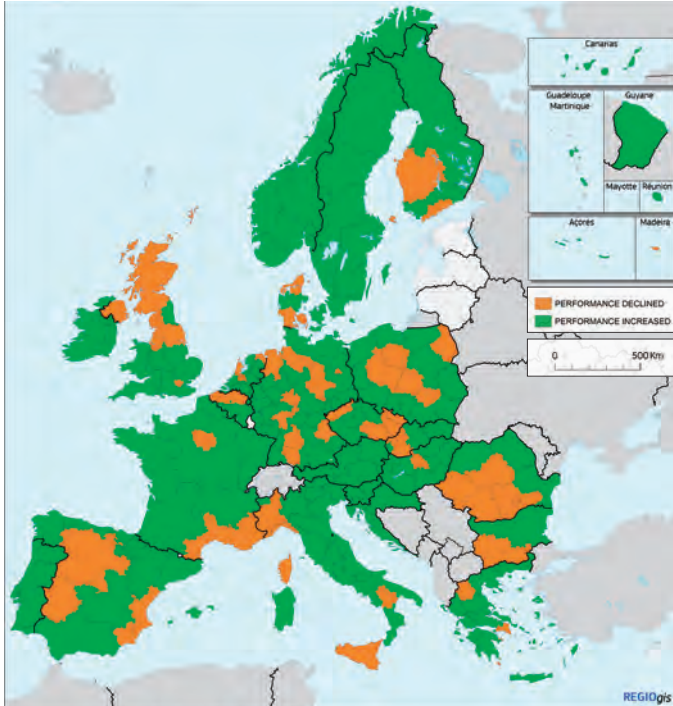 Canarias
Guadeloupe
Martinique
Guyane
Mayotte
Réunion
Açores
Madeira
PERFORMANCE DECLINED
PERFORMANCE INCREASED
0
500 Km
REGIOgis